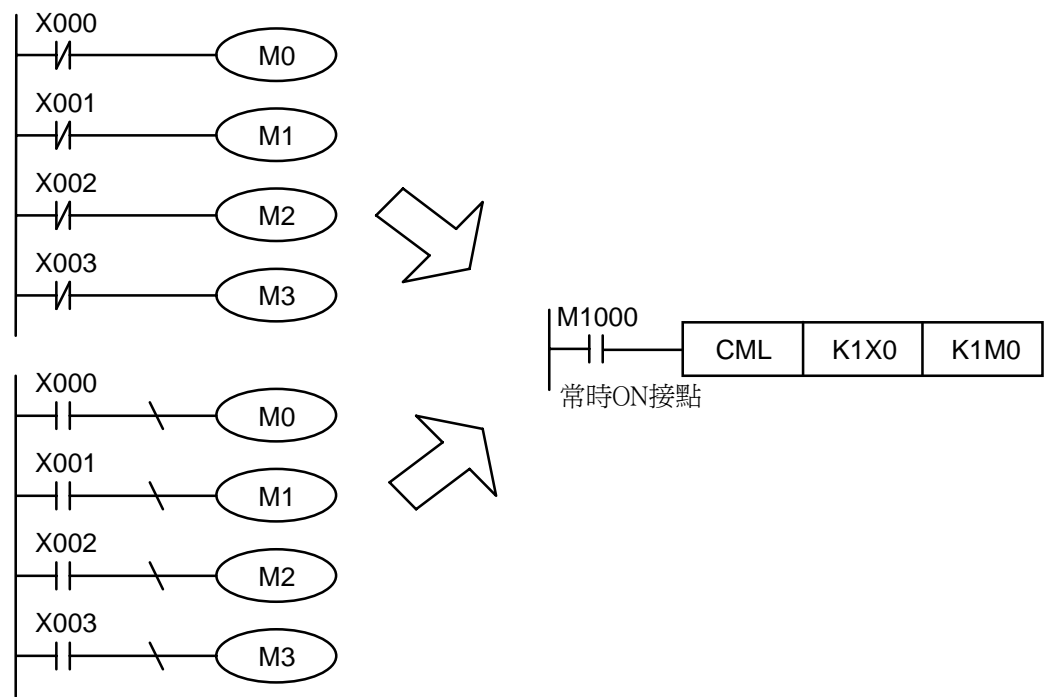 X000
M0
X001
M1
X002
M2
X003
M3
X000
M0
X001
M1
X002
M2
X003
M3
M1000
CML K1X0 K1M0
常時ON接點